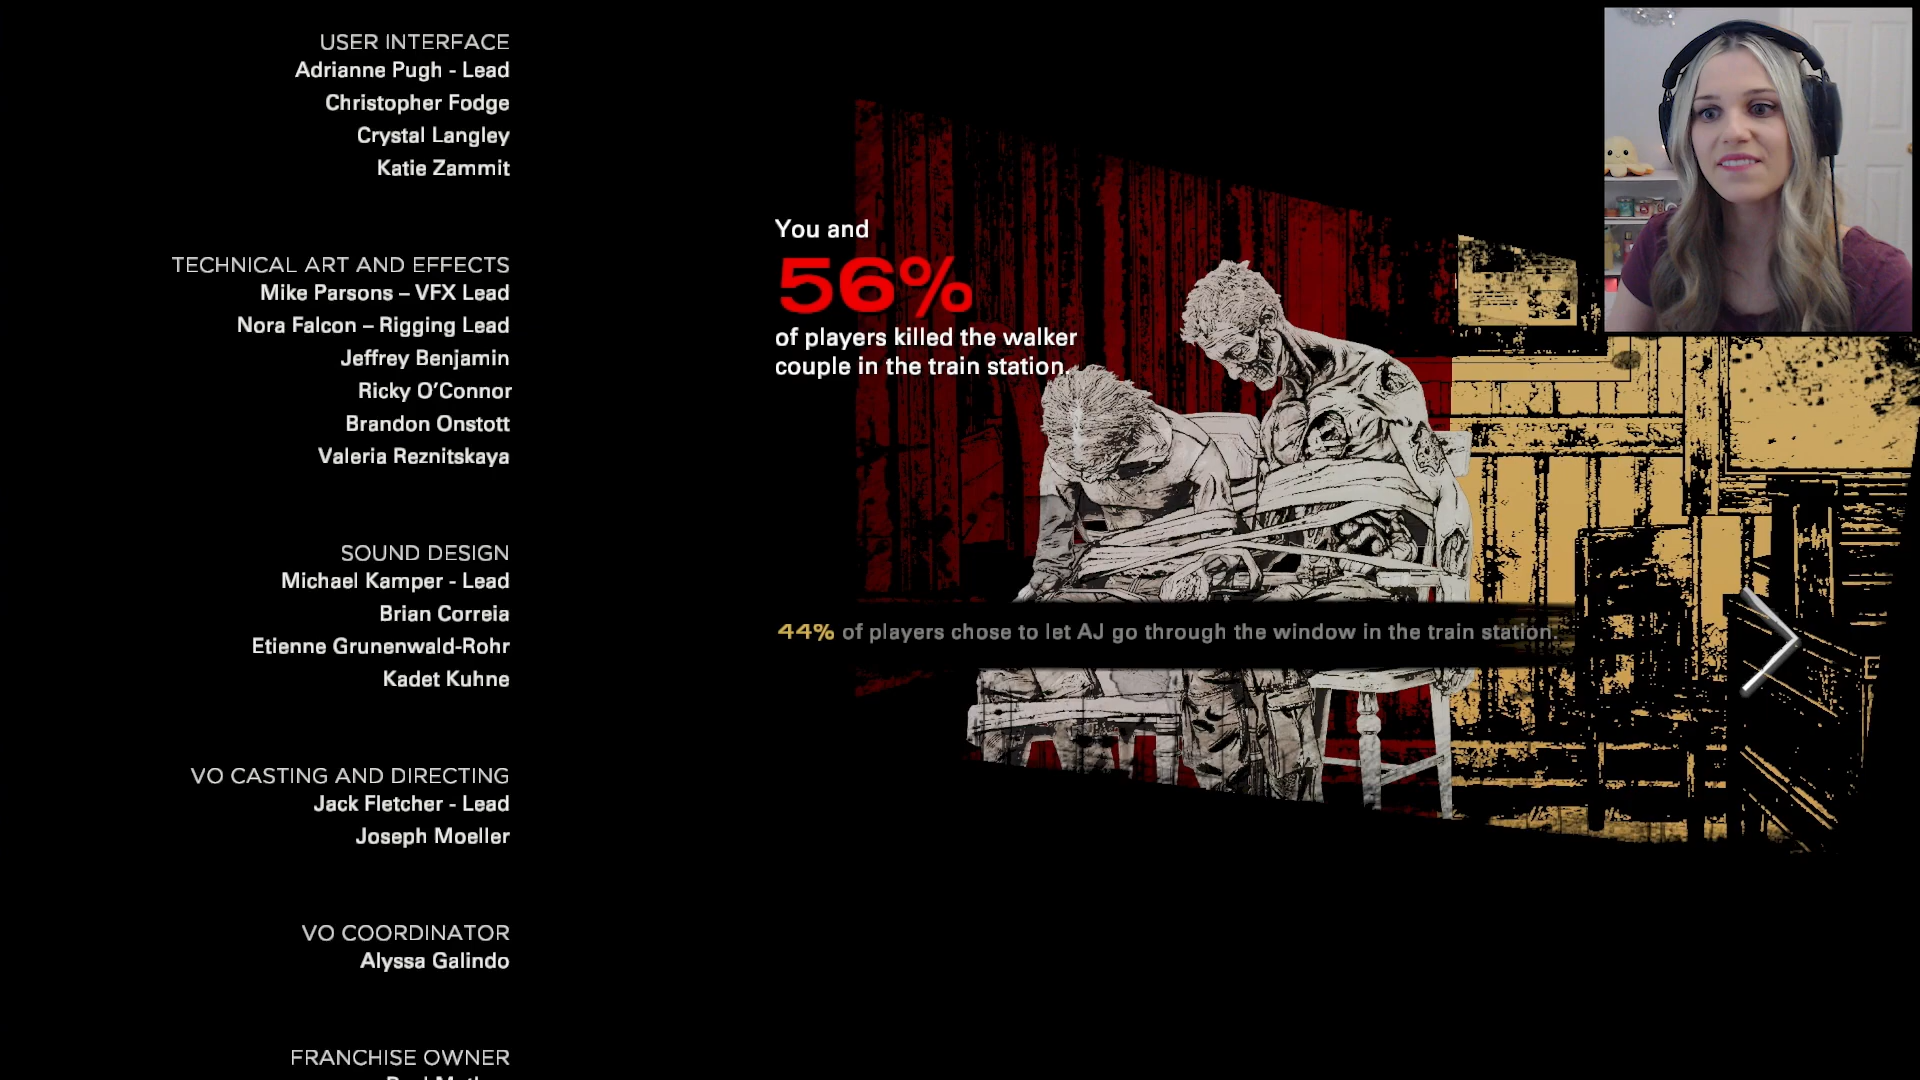 USER INTERFACE
Adrianne Pugh - Lead
Christopher Fodge
Crystal Langley
Katie Zammit
TECHNICAL ART AND EFFECTS
Mike Parsons – VFX Lead
Nora Falcon – Rigging Lead
Jeffrey Benjamin
Ricky O’Connor
Brandon Onstott
Valeria Reznitskaya
SOUND DESIGN
Michael Kamper - Lead
Brian Correia
Etienne Grunenwald-Rohr
Kadet Kuhne
VO CASTING AND DIRECTING
Jack Fletcher - Lead
Joseph Moeller
VO COORDINATOR
Alyssa Galindo
FRANCHISE OWNER
You and
56%
of players killed the walker
couple in the train station.
44% of players chose to let AJ go through the window in the train station.